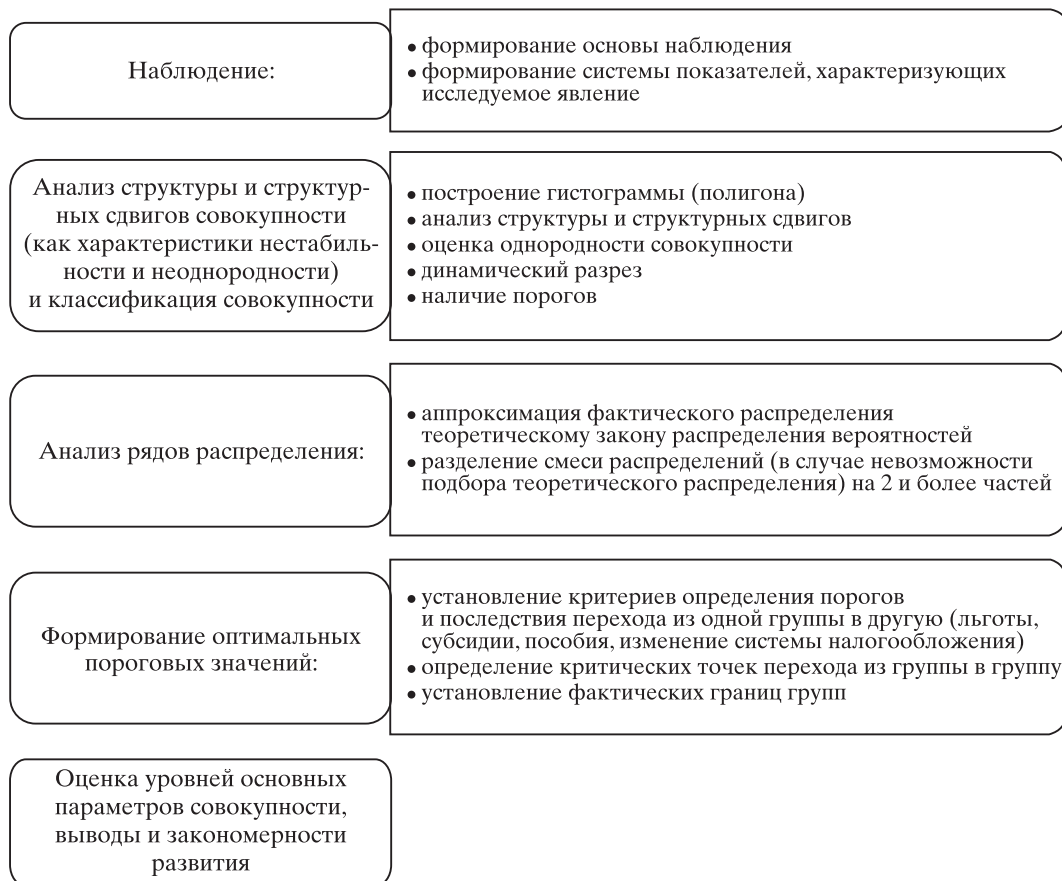 Наблюдение:
• формирование основы наблюдения
• формирование системы показателей, характеризующих
исследуемое явление
Анализ структуры и структур-
ных сдвигов совокупности
(как характеристики нестабиль-
ности и неоднородности)
и классификация совокупности
• построение гистограммы (полигона)
• анализ структуры и структурных сдвигов
• оценка однородности совокупности
• динамический разрез
• наличие порогов
Анализ рядов распределения:
• аппроксимация фактического распределения
теоретическому закону распределения вероятностей
• разделение смеси распределений (в случае невозможности
подбора теоретического распределения) на 2 и более частей
Формирование оптимальных
пороговых значений:
• установление критериев определения порогов
и последствия перехода из одной группы в другую (льготы,
субсидии, пособия, изменение системы налогообложения)
• определение критических точек перехода из группы в группу
• установление фактических границ групп
Оценка уровней основных
параметров совокупности,
выводы и закономерности
развития